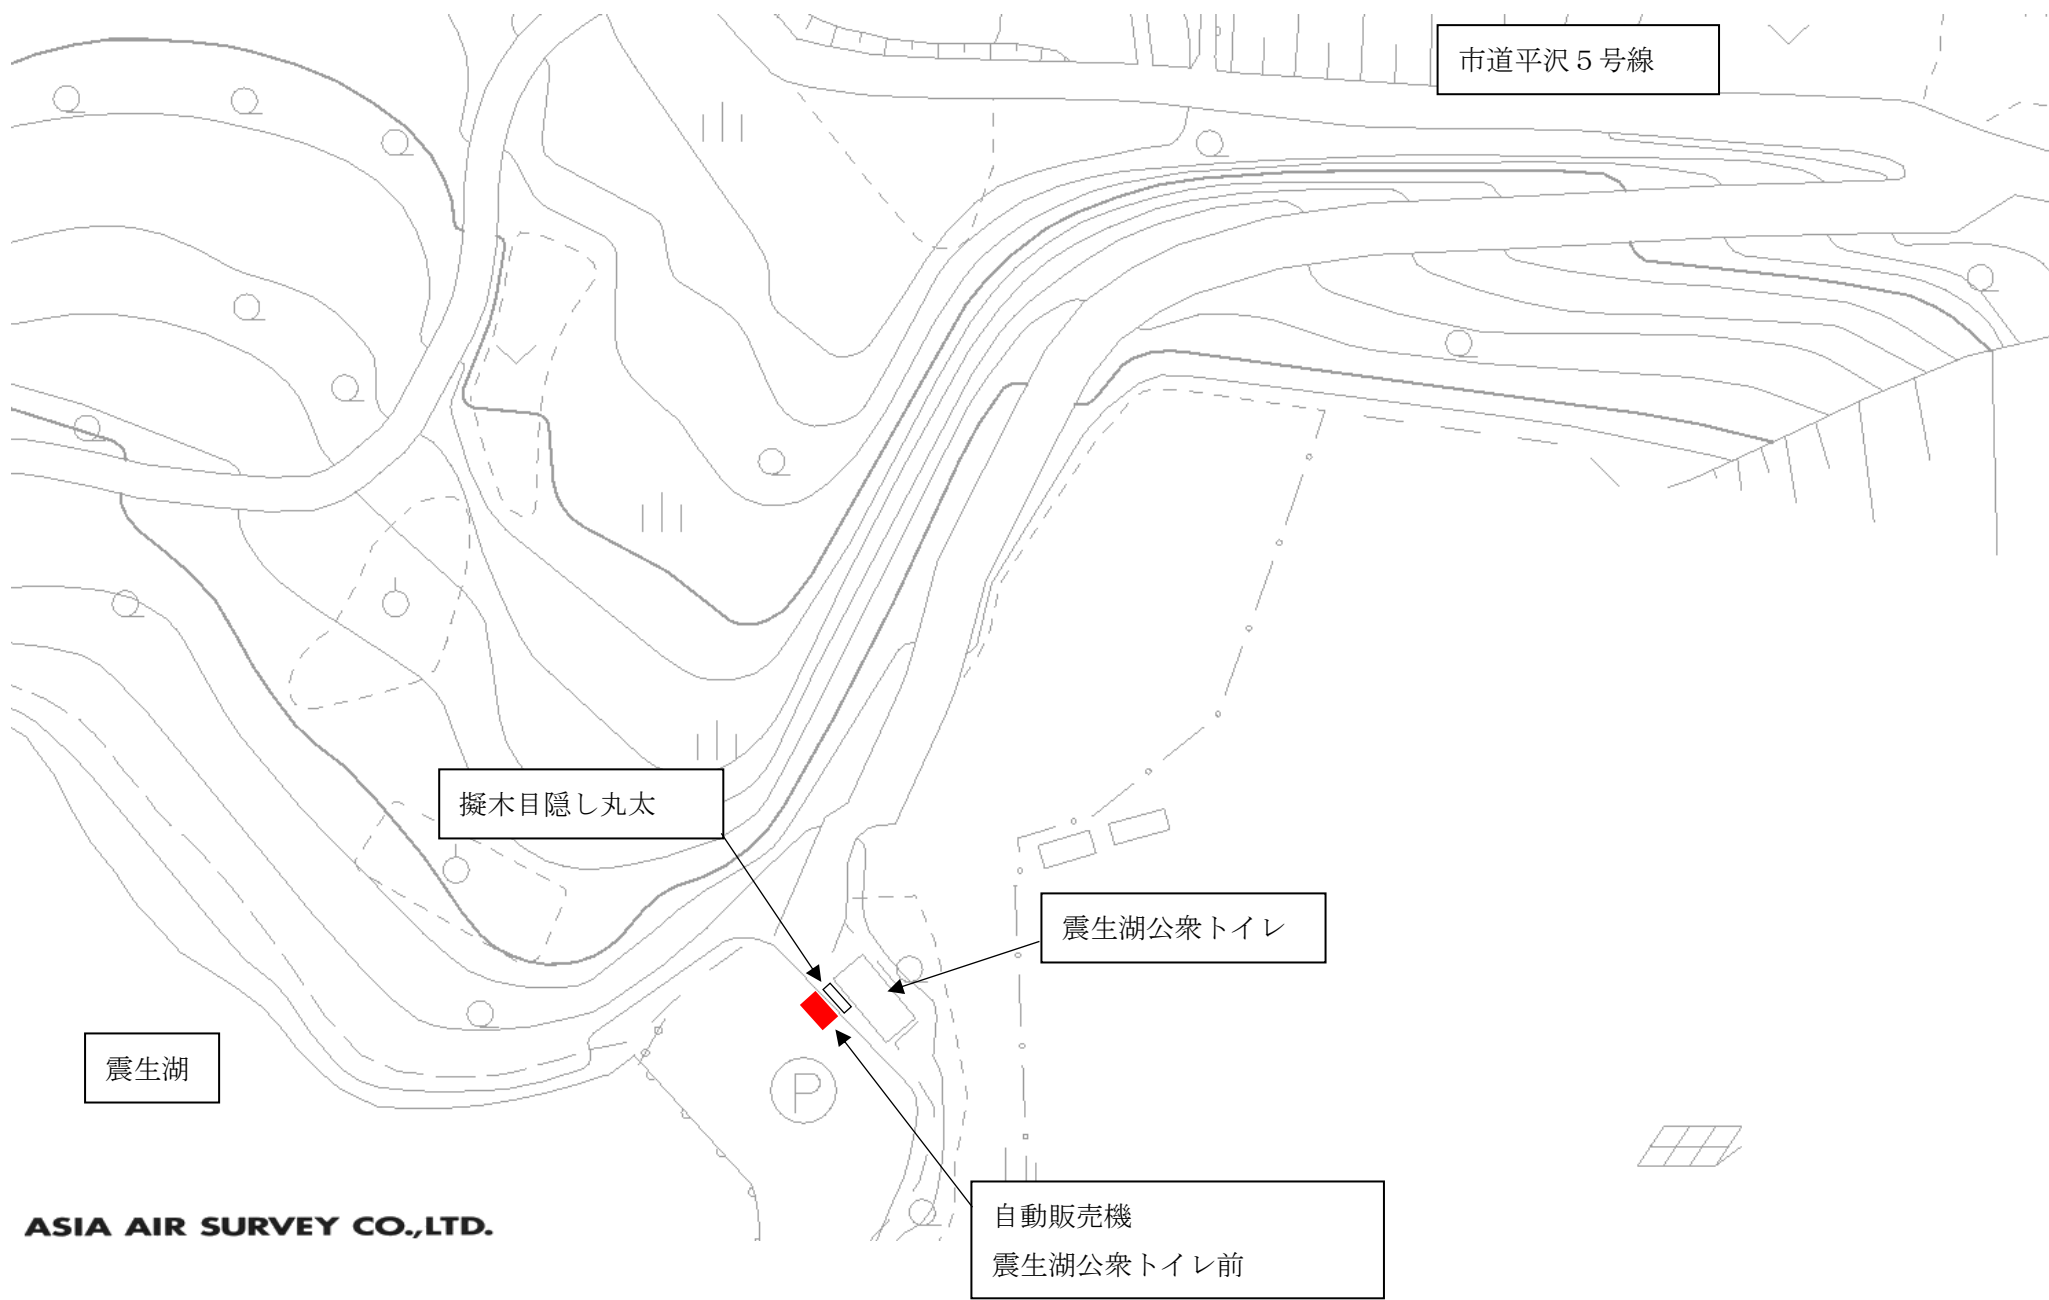 市道平沢５号線
擬木目隠し丸太
震生湖公衆トイレ
震生湖
P
自動販売機
震生湖公衆トイレ前
ASIA AIR SURVEY CO.,LTD.